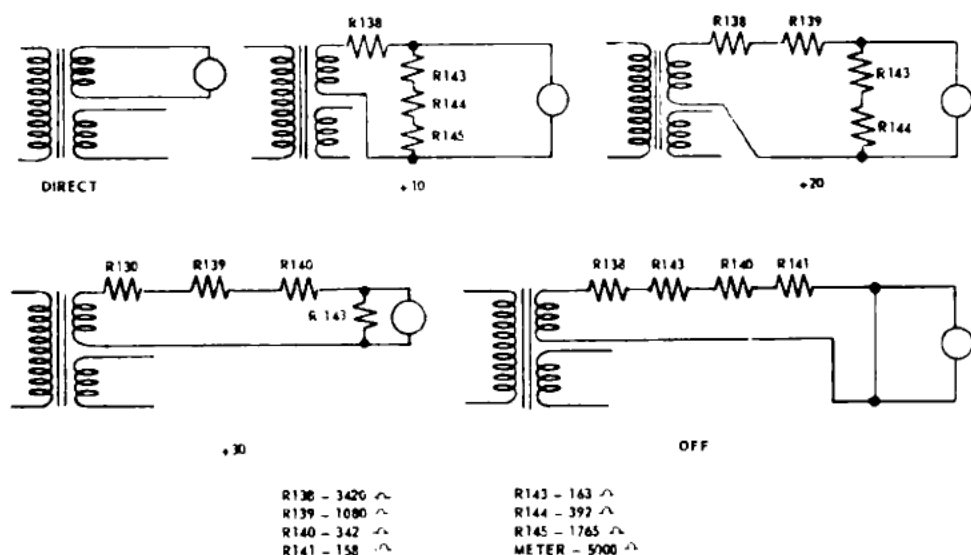 R138
R138 R139
R143
R144
R145
R143
R144
DIRECT
+10
+20
R130 R139 R140
R 143
R138 R143 R140 R141
+30
OFF
R138 - 3420 Ω
R139 - 1080 Ω
R140 - 342 Ω
R141 - 158 Ω
R143 - 163 Ω
R144 - 392 Ω
R145 - 1765 Ω
METER - 5000 Ω